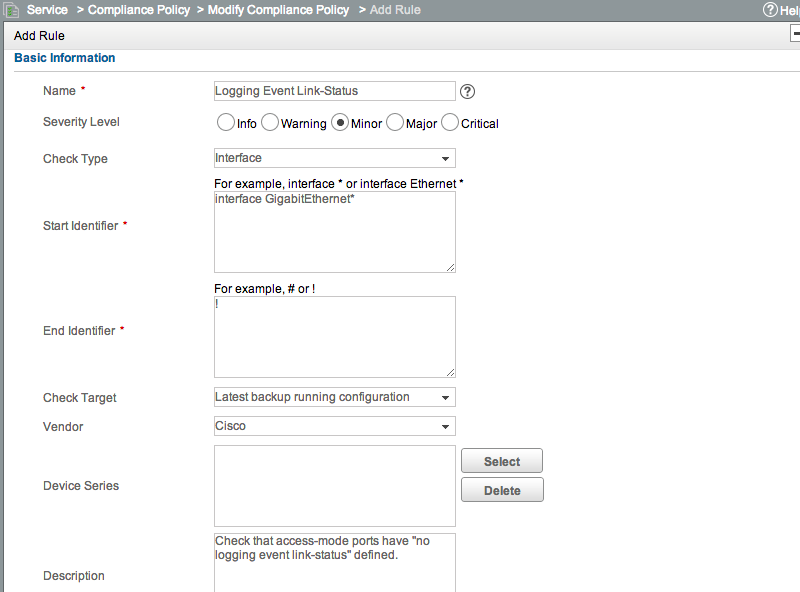 Service > Compliance Policy > Modify Compliance Policy > Add Rule
Add Rule
Basic Information
Name * Logging Event Link-Status
Severity Level Info Warning Minor Major Critical
Check Type Interface
For example, interface * or interface Ethernet *
Start Identifier * interface GigabitEthernet*
For example, # or !
End Identifier * !
Check Target Latest backup running configuration
Vendor Cisco
Device Series Select
Delete
Description Check that access-mode ports have "no
logging event link-status" defined.